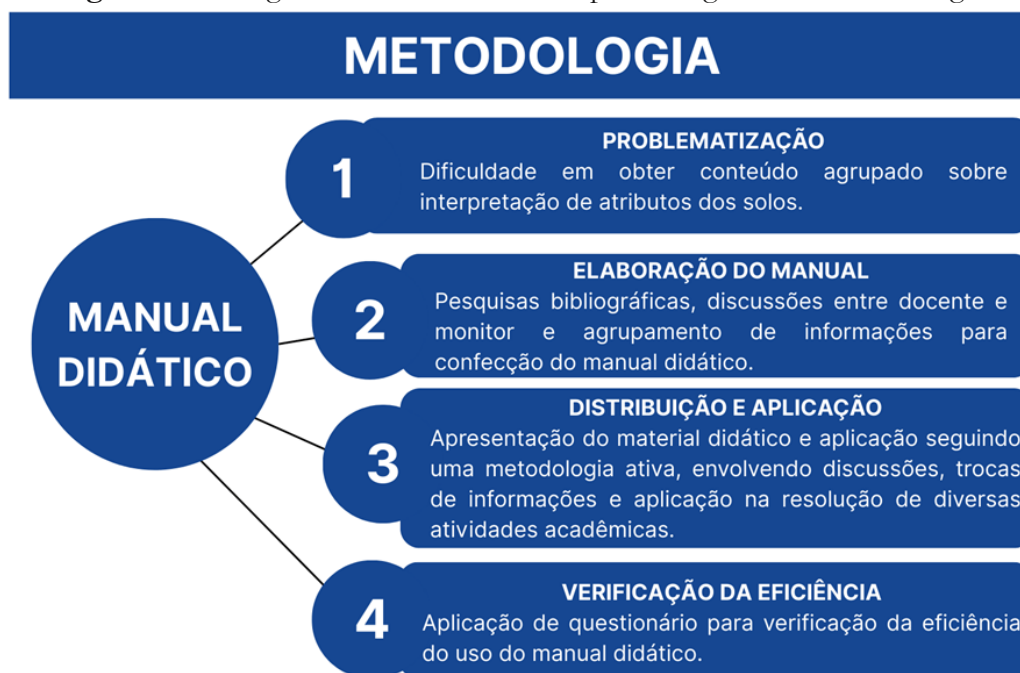 METODOLOGIA
1
PROBLEMATIZAÇÃO
Dificuldade em obter conteúdo agrupado sobre
interpretação de atributos dos solos.
MANUAL
DIDÁTICO
2
ELABORAÇÃO DO MANUAL
Pesquisas bibliográficas, discussões entre docente e
monitor e agrupamento de informações para
confecção do manual didático.
3
DISTRIBUIÇÃO E APLICAÇÃO
Apresentação do material didático e aplicação seguindo
uma metodologia ativa, envolvendo discussões, trocas
de informações e aplicação na resolução de diversas
atividades acadêmicas.
4
VERIFICAÇÃO DA EFICIÊNCIA
Aplicação de questionário para verificação da eficiência
do uso do manual didático.